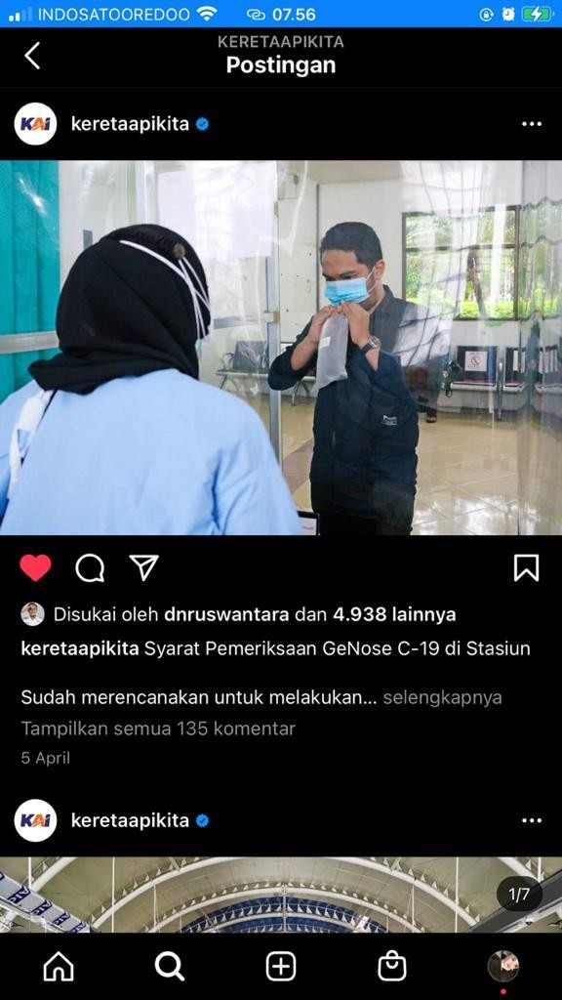 INDOSATOOREDOO 07.56
KERETAAPIKITA
Postingan
KAI keretaapikita
Disukai oleh dnruswantara dan 4.938 lainnya
keretaapikita Syarat Pemeriksaan GeNose C-19 di Stasiun
Sudah merencanakan untuk melakukan... selengkapnya
Tampilkan semua 135 komentar
5 April
KAI keretaapikita
1/7